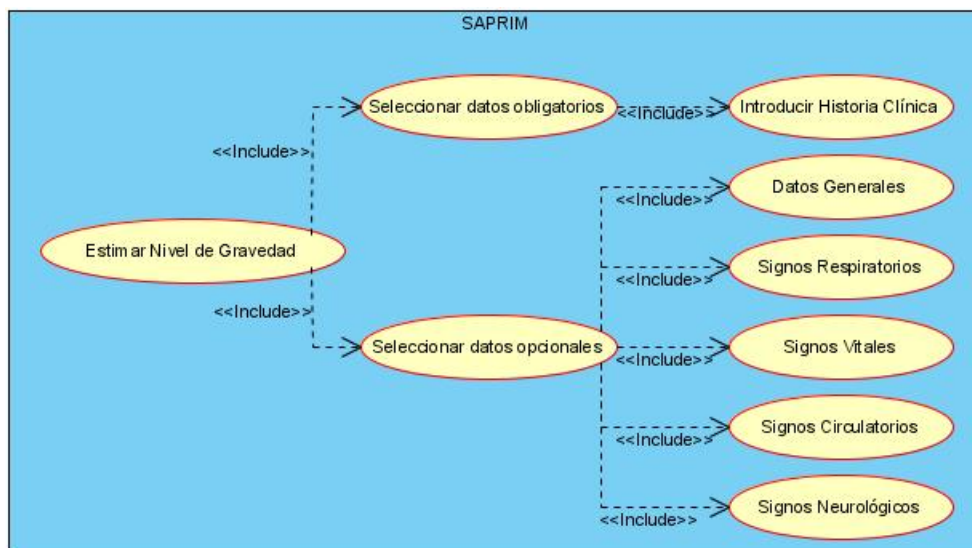 SAPRIM
Seleccionar datos obligatorios
<<Include>>
Introducir Historia Clínica
<<Include>>
Datos Generales
<<Include>>
Estimar Nivel de Gravedad
Signos Respiratorios
<<Include>>
<<Include>>
Seleccionar datos opcionales
Signos Vitales
<<Include>>
Signos Circulatorios
<<Include>>
Signos Neurológicos
<<Include>>